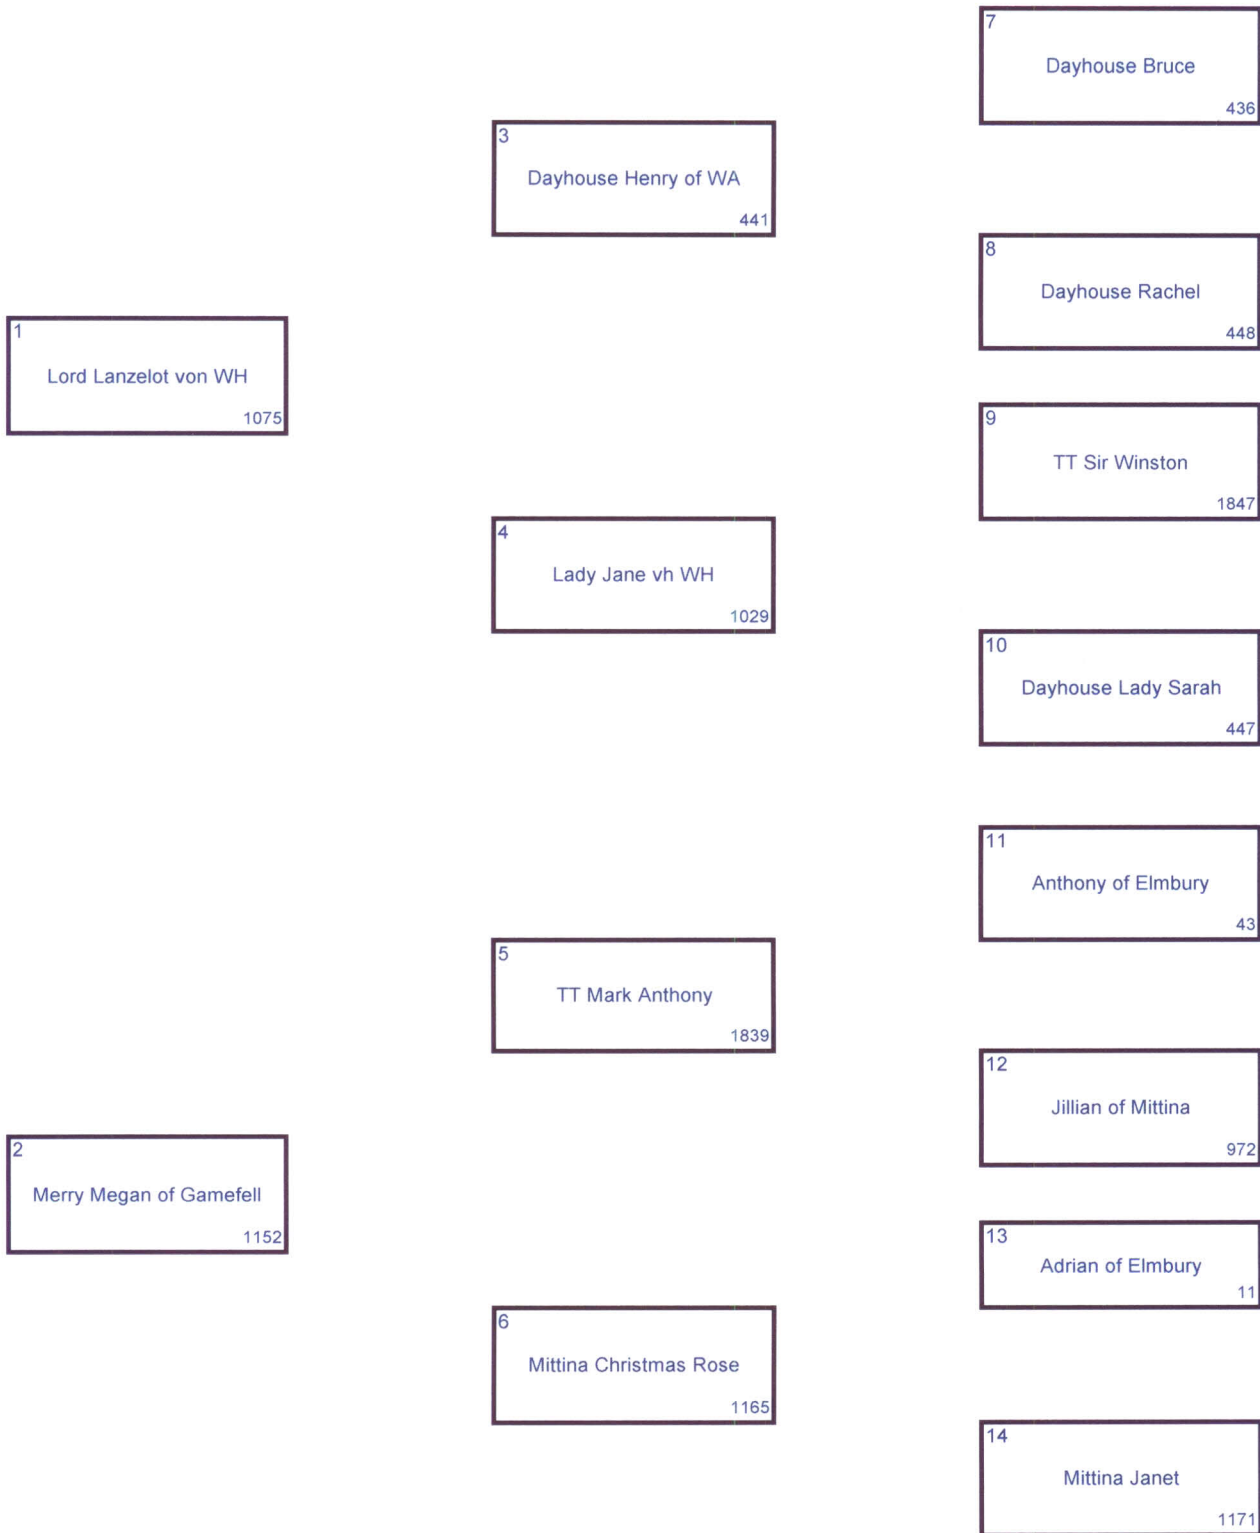 1
Lord Lanzelot von WH
1075
2
Merry Megan of Gamefell
1152
3
Dayhouse Henry of WA
441
4
Lady Jane vh WH
1029
5
TT Mark Anthony
1839
6
Mittina Christmas Rose
1165
7
Dayhouse Bruce
436
8
Dayhouse Rachel
448
9
TT Sir Winston
1847
10
Dayhouse Lady Sarah
447
11
Anthony of Elmbury
43
12
Jillian of Mittina
972
13
Adrian of Elmbury
11
14
Mittina Janet
1171